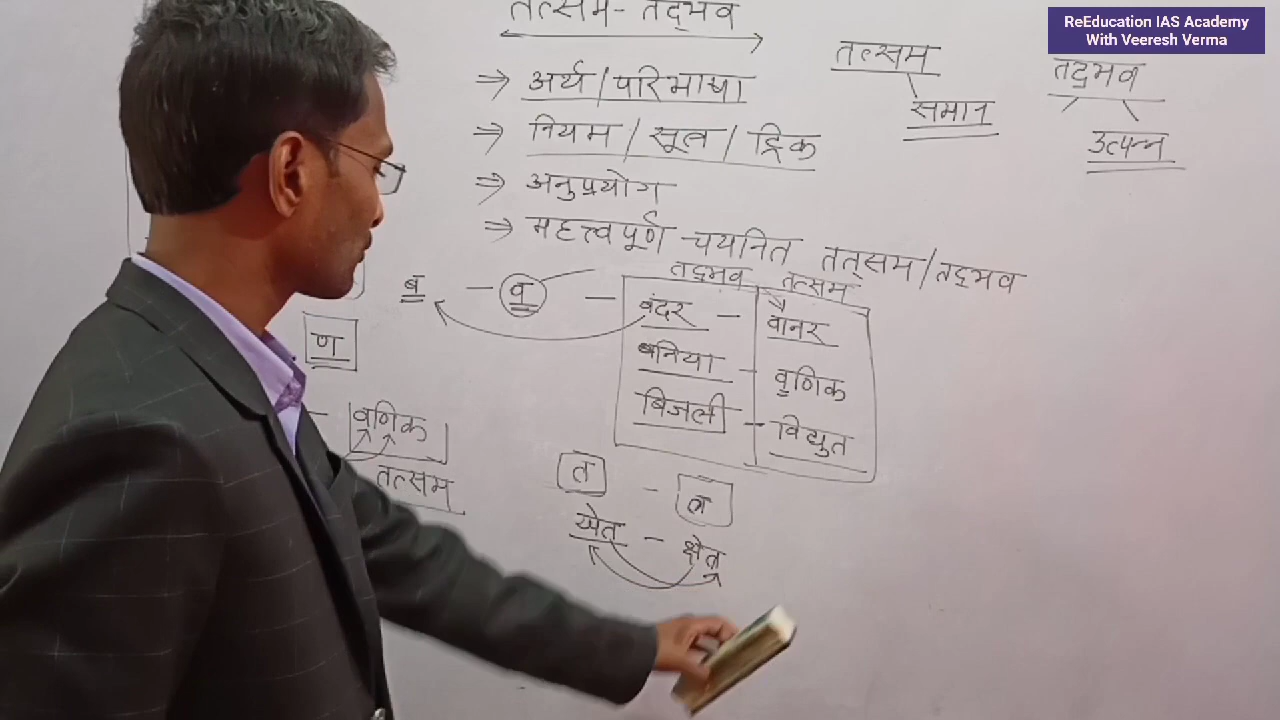 ReEducation IAS Academy
With Veeresh Verma
तत्सम - तद्भव
⇒ अर्थ / परिभाषा
⇒ नियम / सूत्र / ट्रिक
⇒ अनुप्रयोग
⇒ महत्त्वपूर्ण चयनित तत्सम / तद्भव
तत्सम
समान
तद्भव
उत्पन्न
ब - व -
तद्भव तत्सम
बंदर - वानर
बनिया - वणिक
बिजली - विद्युत
ण
- वणिक
तत्सम
त - त्र
खेत - क्षेत्र